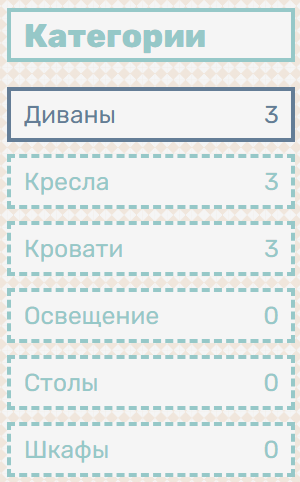 Категории
Диваны 3
Кресла 3
Кровати 3
Освещение 0
Столы 0
Шкафы 0